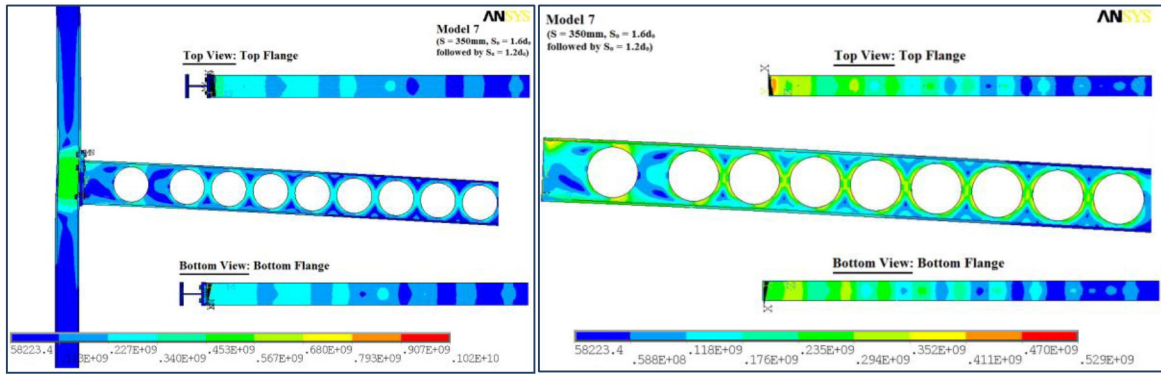 ANSYS
Model 7
(S = 350mm, Sₒ = 1.6dₒ
followed by Sₒ = 1.2dₒ)
Top View: Top Flange
Bottom View: Bottom Flange
58223.4 .227E+09 .453E+09 .680E+09 .907E+09
.340E+09 .567E+09 .793E+09 .102E+10
ANSYS
Model 7
(S = 350mm, Sₒ = 1.6dₒ
followed by Sₒ = 1.2dₒ)
Top View: Top Flange
Bottom View: Bottom Flange
58223.4 .118E+09 .235E+09 .352E+09 .470E+09
.588E+08 .176E+09 .294E+09 .411E+09 .529E+09